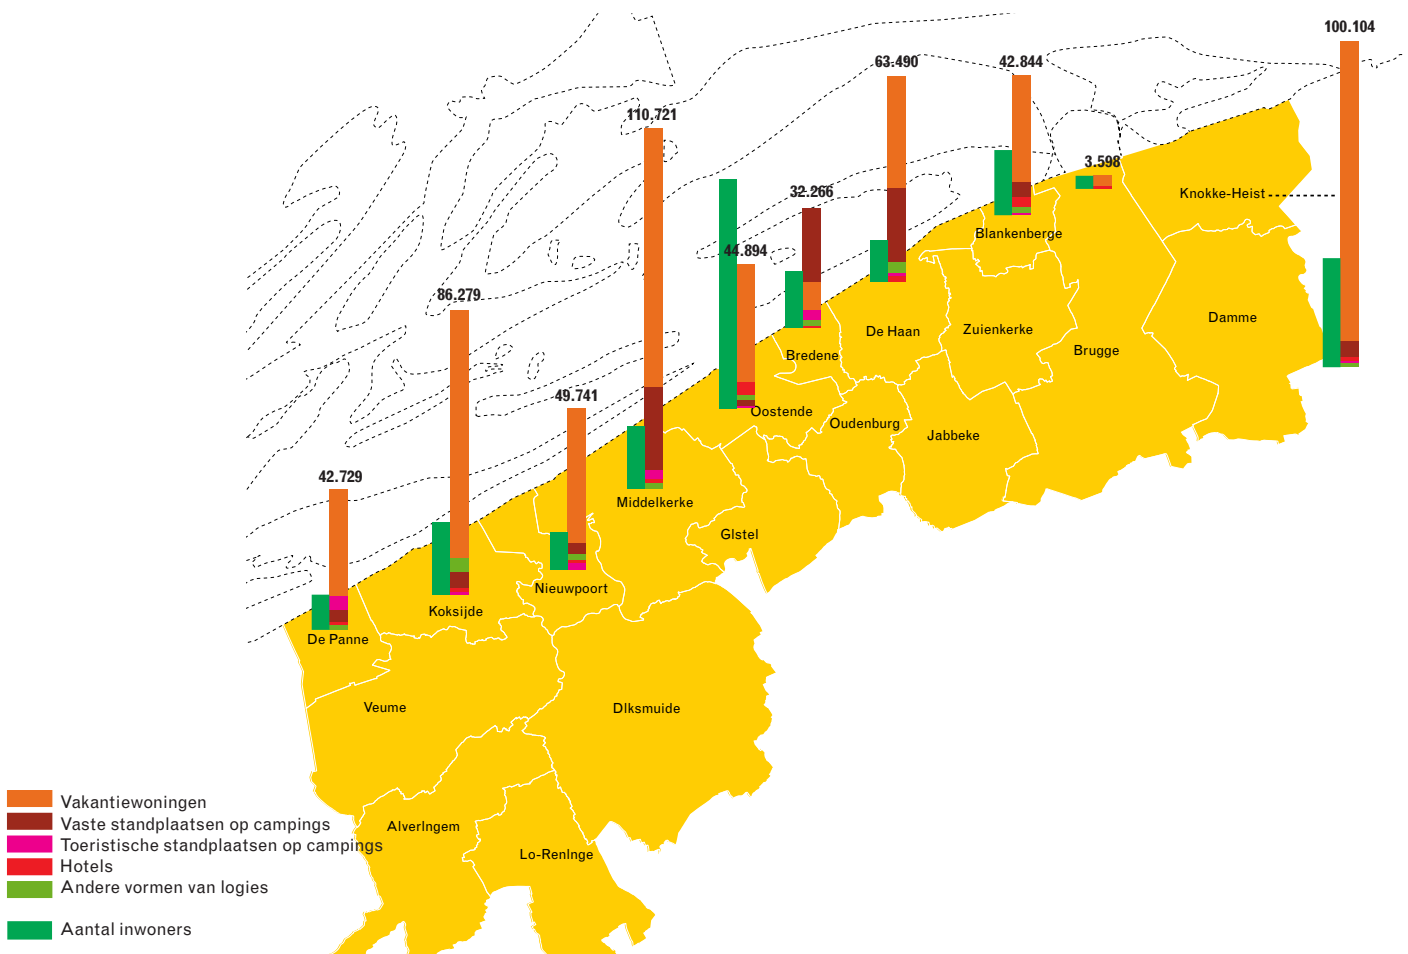 100.104
63.490
42.844
110.721
3.598
32.266
Knokke-Heist
Blankenberge
44.894
86.279
Damme
De Haan
Zuienkerke
Brugge
Bredene
49.741
Oostende
Oudenburg
Jabbeke
42.729
Middelkerke
GIstel
Nieuwpoort
Koksijde
De Panne
Veume
DIksmuide
AlverIngem
Lo-RenInge
Vakantiewoningen
Vaste standplaatsen op campings
Toeristische standplaatsen op campings
Hotels
Andere vormen van logies
Aantal inwoners